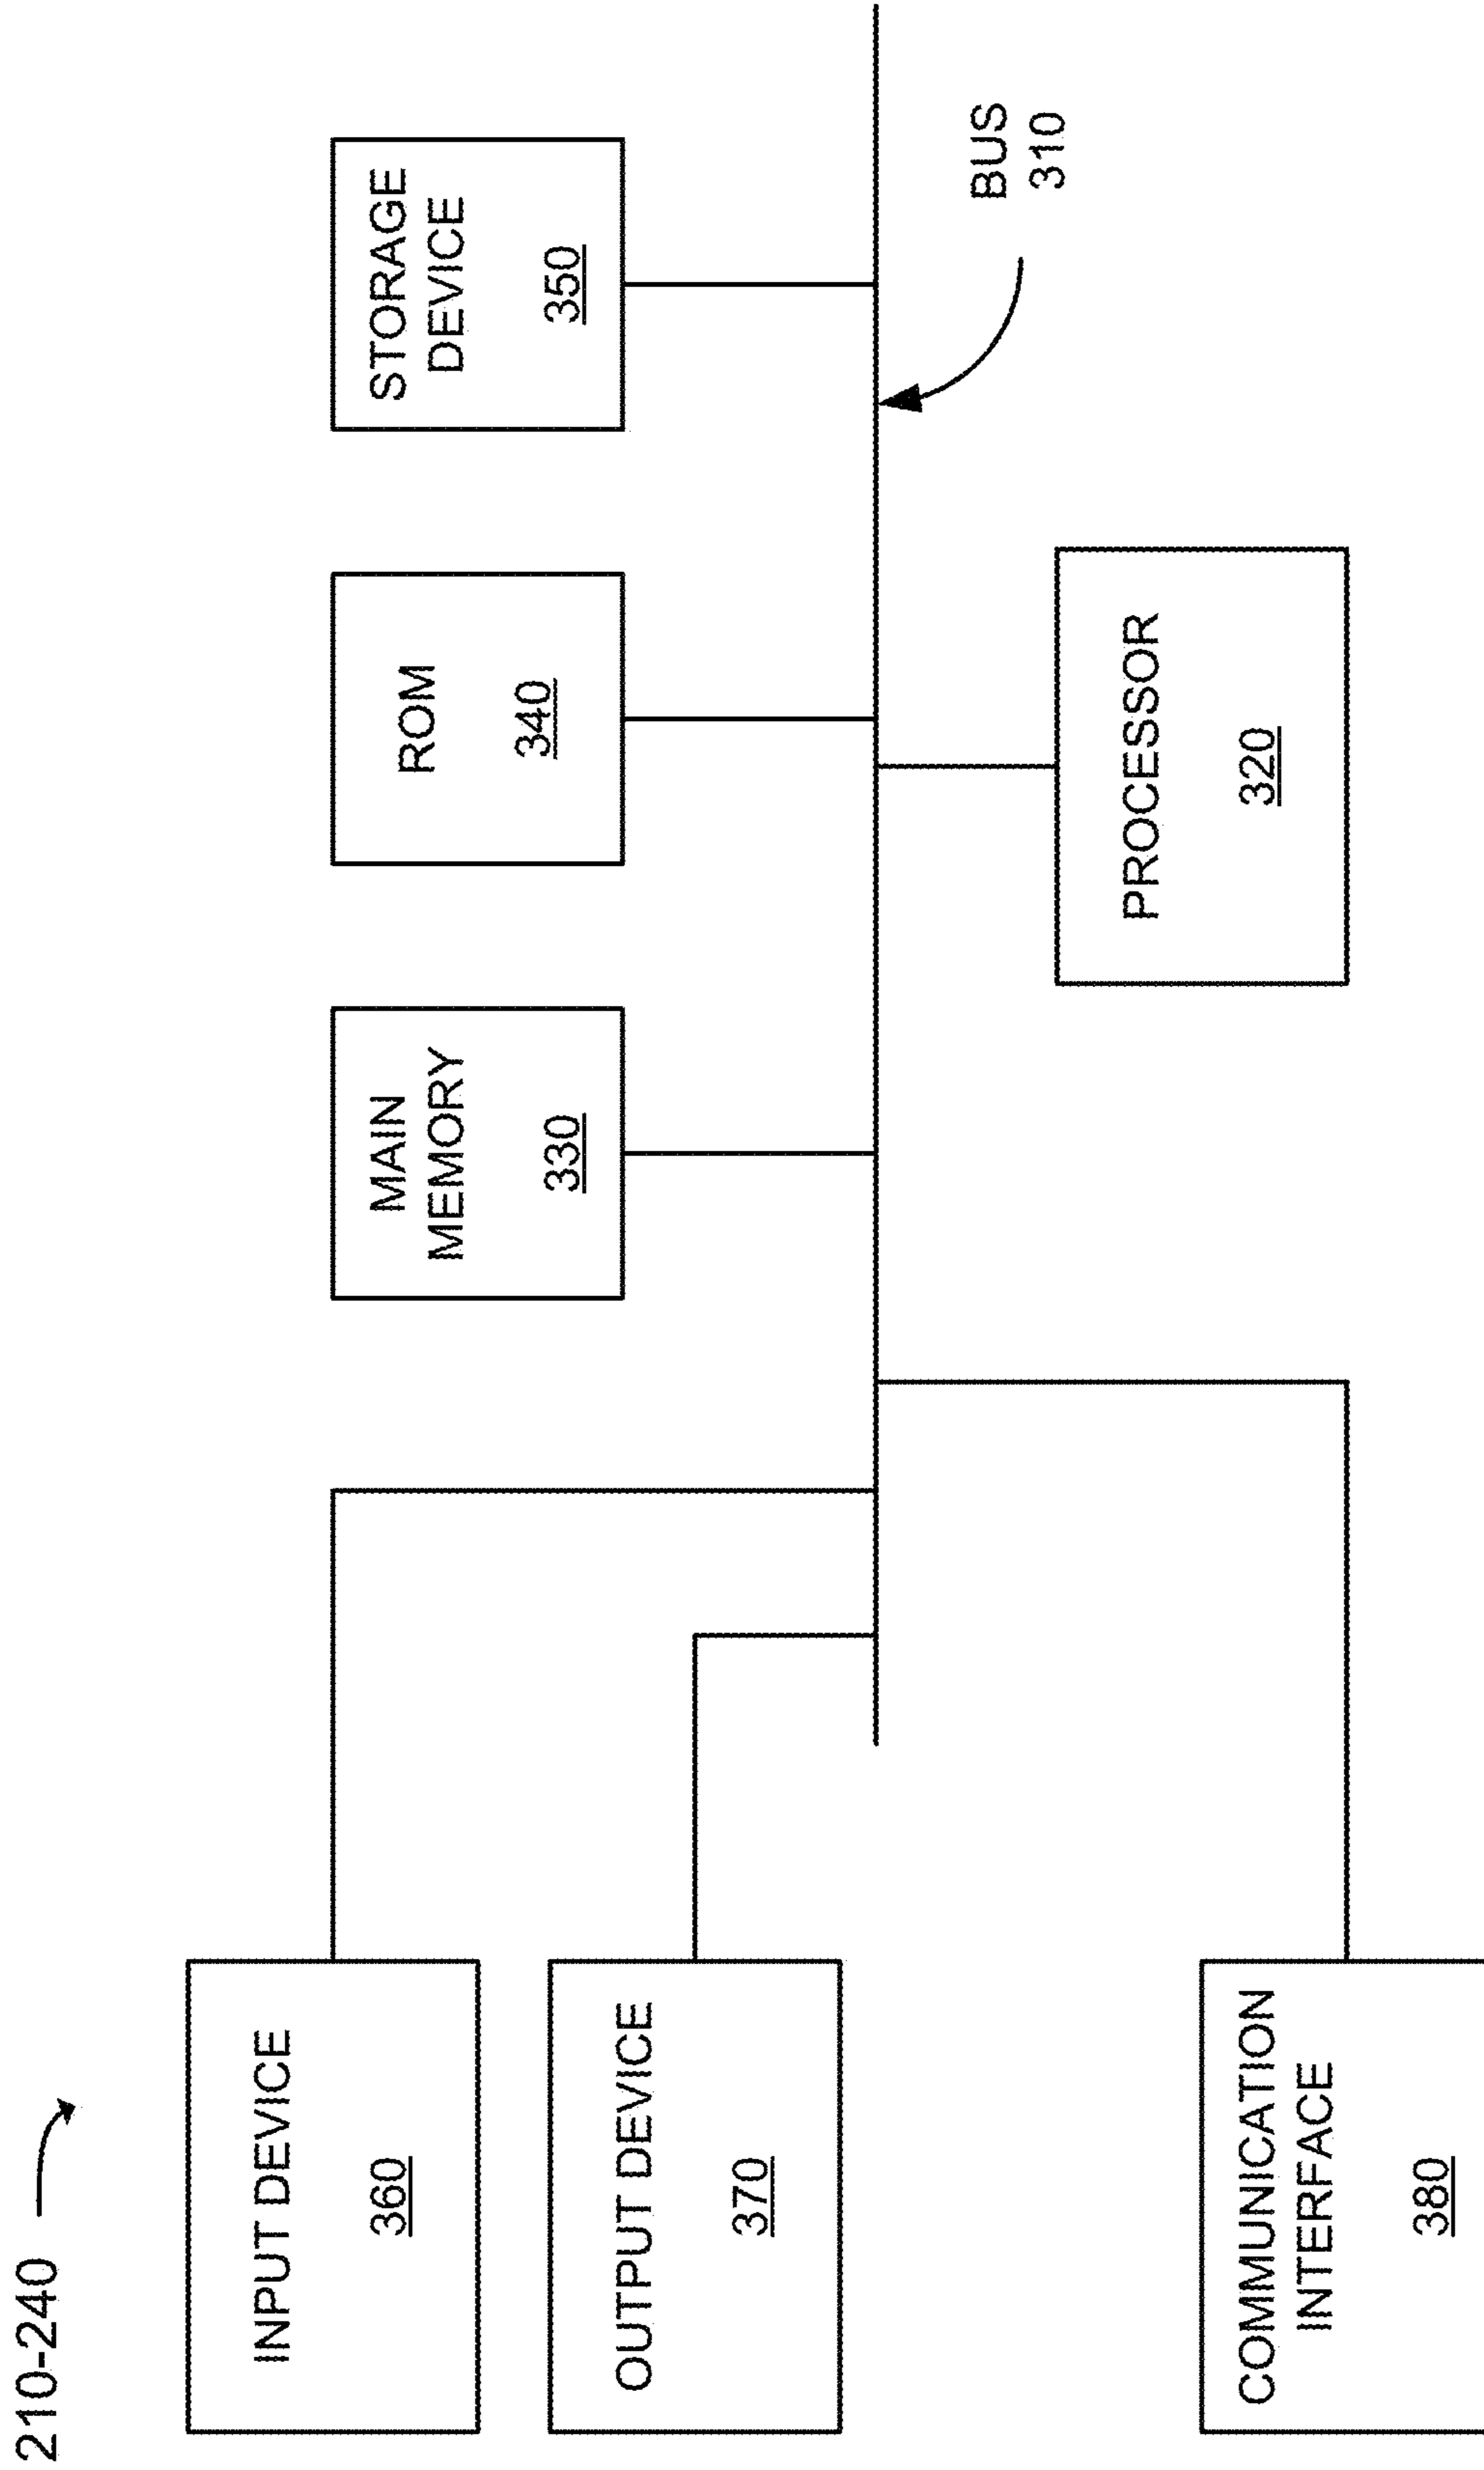 210-240
INPUT DEVICE
360
OUTPUT DEVICE
370
COMMUNICATION
INTERFACE
380
MAIN
MEMORY
330
ROM
340
STORAGE
DEVICE
350
PROCESSOR
320
BUS
310